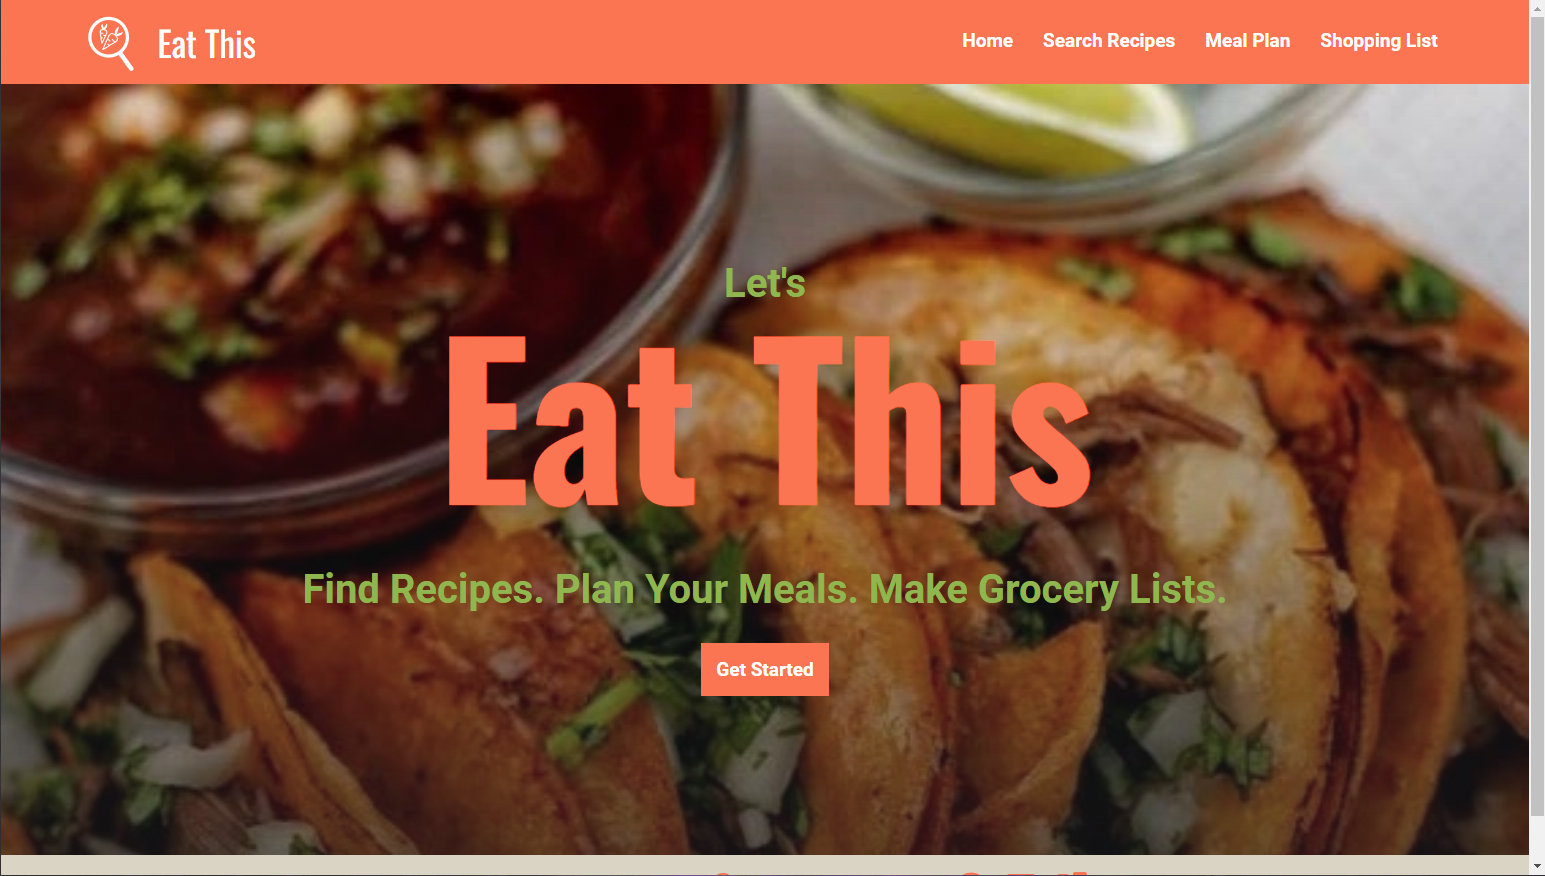 Eat This
Home Search Recipes Meal Plan Shopping List
Let's
Eat This
Find Recipes. Plan Your Meals. Make Grocery Lists.
Get Started